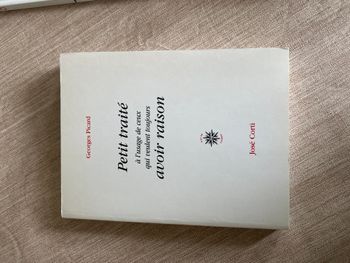 Georges Picard
Petit traité
à l'usage de ceux
qui veulent toujours
avoir raison
José Corti